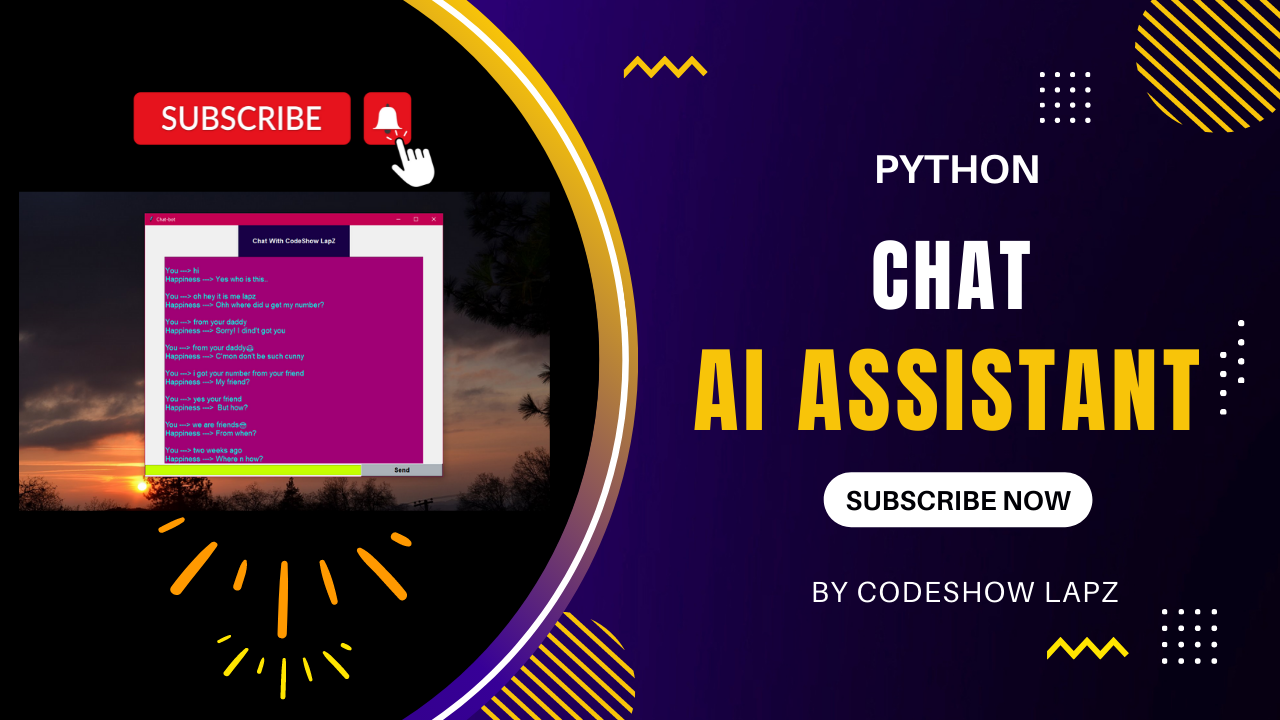 SUBSCRIBE
Chat-bot
Chat With CodeShow LapZ
You ---> hi
Happiness ---> Yes who is this..
You ---> oh hey it is me lapz
Happiness ---> Ohh where did u get my number?
You ---> from your daddy
Happiness ---> Sorry! I dind't got you
You ---> from your daddy😂
Happiness ---> C'mon don't be such cunny
You ---> i got your number from your friend
Happiness ---> My friend?
You ---> yes your friend
Happiness --->  But how?
You ---> we are friends😎
Happiness ---> From when?
You ---> two weeks ago
Happiness ---> Where n how?
Send
PYTHON
CHAT
AI ASSISTANT
SUBSCRIBE NOW
BY CODESHOW LAPZ